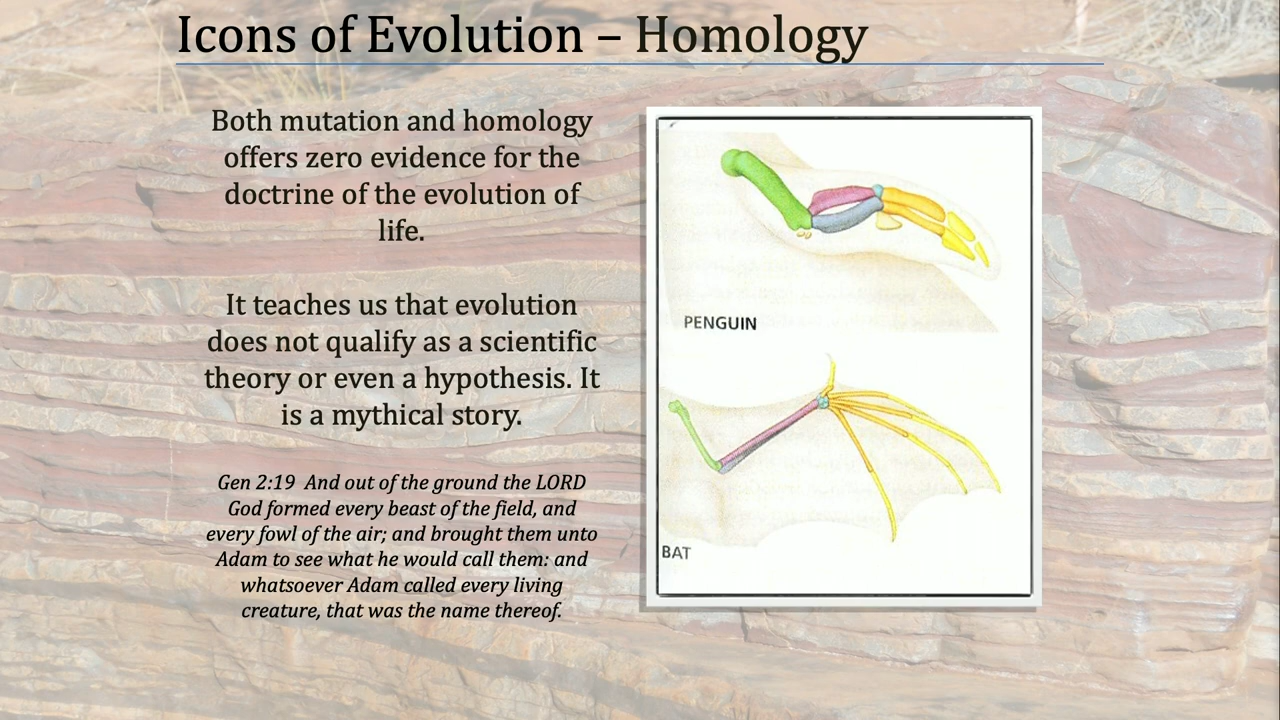 Icons of Evolution – Homology
Both mutation and homology
offers zero evidence for the
doctrine of the evolution of
life.
It teaches us that evolution
does not qualify as a scientific
theory or even a hypothesis. It
is a mythical story.
Gen 2:19  And out of the ground the LORD
God formed every beast of the field, and
every fowl of the air; and brought them unto
Adam to see what he would call them: and
whatsoever Adam called every living
creature, that was the name thereof.
PENGUIN
BAT